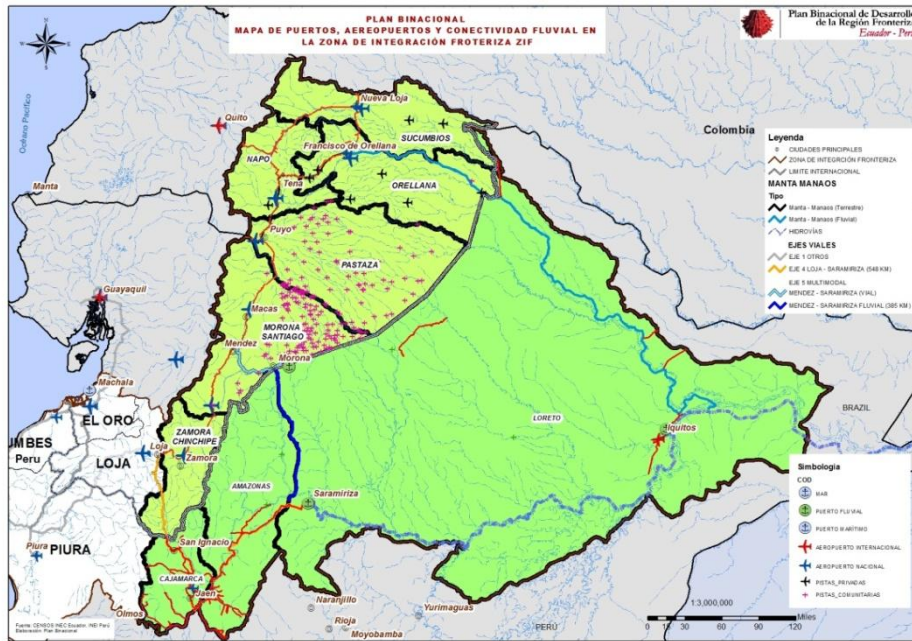 PLAN BINACIONAL
MAPA DE PUERTOS, AEREOPUERTOS Y CONECTIVIDAD FLUVIAL EN
LA ZONA DE INTEGRACIÓN FROTERIZA ZIF
Plan Binacional de Desarrollo
de la Región Fronteriza
Ecuador - Perú
Océano Pacífico
Quito
Nueva Loja
SUCUMBIOS
Colombia
NAPO
Francisco de Orellana
Tena
ORELLANA
Manta
Puyo
PASTAZA
Guayaquil
Macas
MORONA
SANTIAGO
Mendez
Morona
Machala
EL ORO
UMBES
Peru
LOJA
ZAMORA
CHINCHIPE
Loja
Zamora
LORETO
Iquitos
BRAZIL
AMAZONAS
Saramiriza
PIURA
Piura
San Ignacio
CAJAMARCA
Jaén
Olmos
Naranjillo
Rioja
Moyobamba
Yurimaguas
PERÚ
Leyenda
CIUDADES PRINCIPALES
ZONA DE INTEGRCIÓN FRONTERIZA
LIMITE INTERNACIONAL
MANTA MANAOS
Tipo
Manta - Manaos (Terrestre)
Manta - Manaos (Fluvial)
HIDROVÍAS
EJES VIALES
EJE 1 OTROS
EJE 4 LOJA - SARAMIRIZA (548 KM)
EJE 5 MULTIMODAL
MENDEZ - SARAMIRIZA (VIAL)
MENDEZ - SARAMIRIZA FLUVIAL (385 KM)
Simbología
COD
MAR
PUERTO FLUVIAL
PUERTO MARÍTIMO
AEROPUERTO INTERNACIONAL
AEROPUERTO NACIONAL
PISTAS_PRIVADAS
PISTAS_COMUNITARIAS
1:3,000,000
Miles
0 15 30 60 90 120
Fuente: CENSOS INEC Ecuador, INEI Perú
Elaboración: Plan Binacional